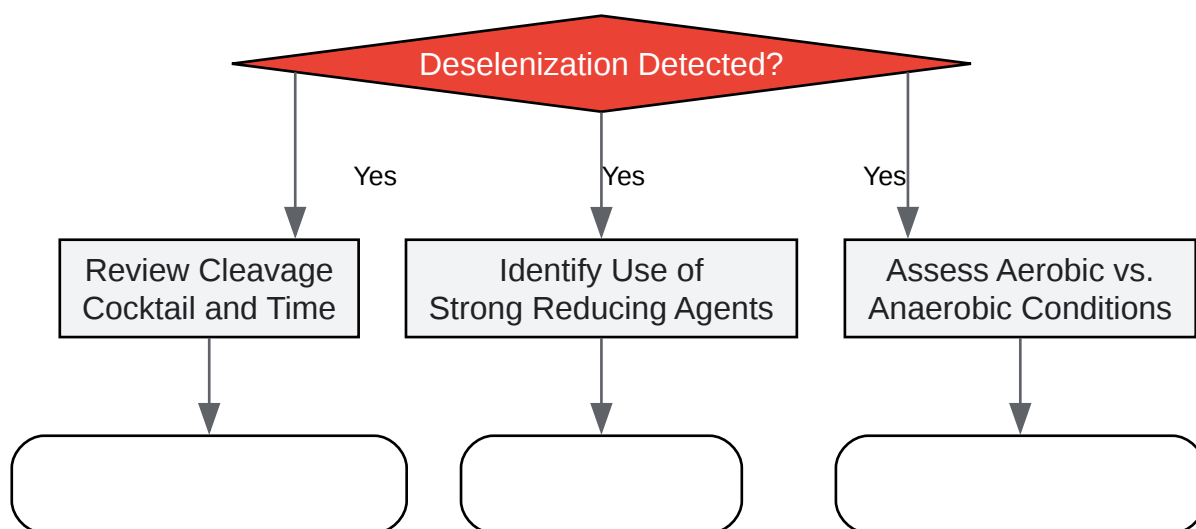 Deselenization Detected?
Yes
Yes
Yes
Review Cleavage
Cocktail and Time
Identify Use of
Strong Reducing Agents
Assess Aerobic vs.
Anaerobic Conditions